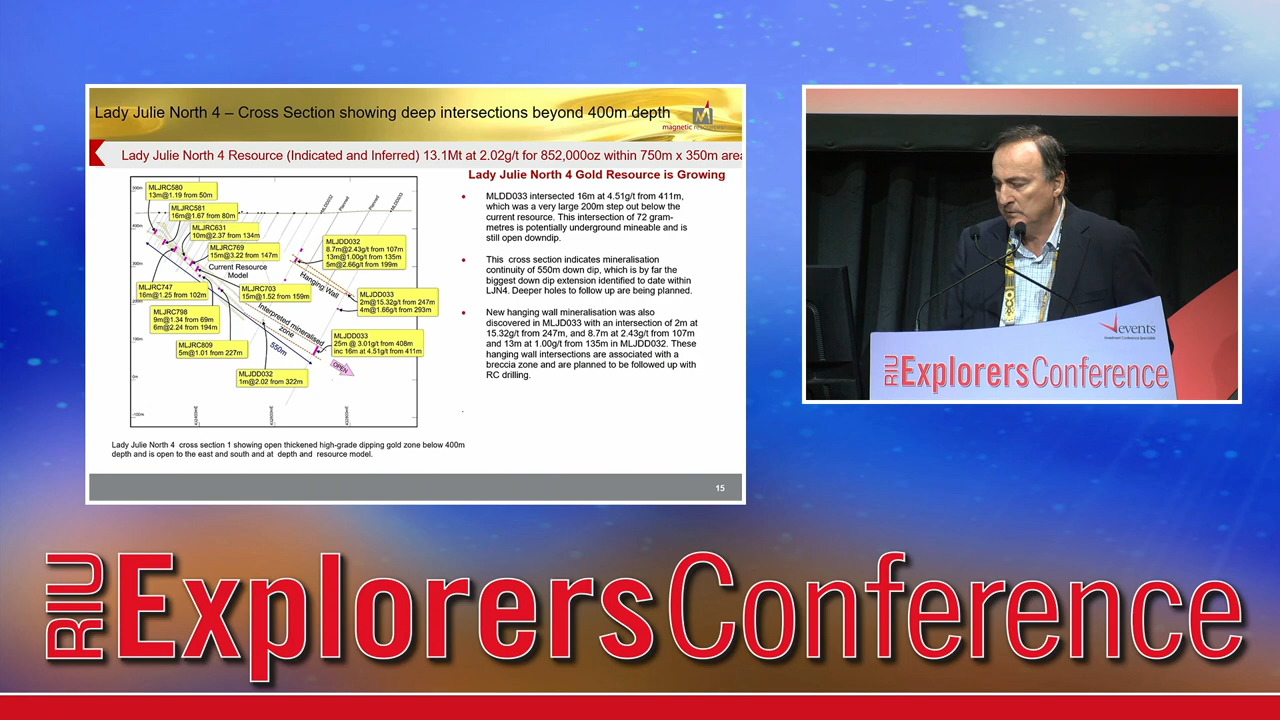 Lady Julie North 4 – Cross Section showing deep intersections beyond 400m depth
magnetic resources
Lady Julie North 4 Resource (Indicated and Inferred) 13.1Mt at 2.02g/t for 852,000oz within 750m x 350m area
MLJRC580
13m@1.19 from 50m
MLJRC581
16m@1.67 from 80m
MLJRC631
10m@2.37 from 134m
MLJRC769
15m@3.22 from 147m
Current Resource
Model
MLJRC747
16m@1.25 from 102m
MLJRC703
15m@1.52 from 159m
MLJRC798
9m@1.34 from 69m
6m@2.24 from 194m
MLJRC809
5m@1.01 from 227m
MLJDD032
1m@2.02 from 322m
MLJDD032
8.7m@2.43g/t from 107m
13m@1.00g/t from 135m
5m@2.66g/t from 199m
Hanging Wall
MLJDD033
2m@15.32g/t from 247m
4m@1.66g/t from 293m
Interpreted mineralised
zone
MLJDD033
25m @ 3.01g/t from 408m
inc 16m at 4.51g/t from 411m
550m
OPEN
Planned
Planned
Lady Julie North 4 cross section 1 showing open thickened high-grade dipping gold zone below 400m
depth and is open to the east and south and at depth and resource model.
Lady Julie North 4 Gold Resource is Growing
MLDD033 intersected 16m at 4.51g/t from 411m,
which was a very large 200m step out below the
current resource. This intersection of 72 gram-
metres is potentially underground mineable and is
still open downdip.
This cross section indicates mineralisation
continuity of 550m down dip, which is by far the
biggest down dip extension identified to date within
LJN4. Deeper holes to follow up are being planned.
New hanging wall mineralisation was also
discovered in MLJD033 with an intersection of 2m at
15.32g/t from 247m, and 8.7m at 2.43g/t from 107m
and 13m at 1.00g/t from 135m in MLJDD032. These
hanging wall intersections are associated with a
breccia zone and are planned to be followed up with
RC drilling.
15
Vevents
Investment Conference Specialists
RIU ExplorersConference
RIU ExplorersConference